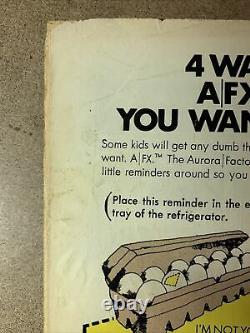 4 WA
A/FX
YOU WAN
Some kids will get any dumb th
want. A/FX.™ The Aurora Factor
little reminders around so you
(Place this reminder in the e
tray of the refrigerator.
I'M NOT Y